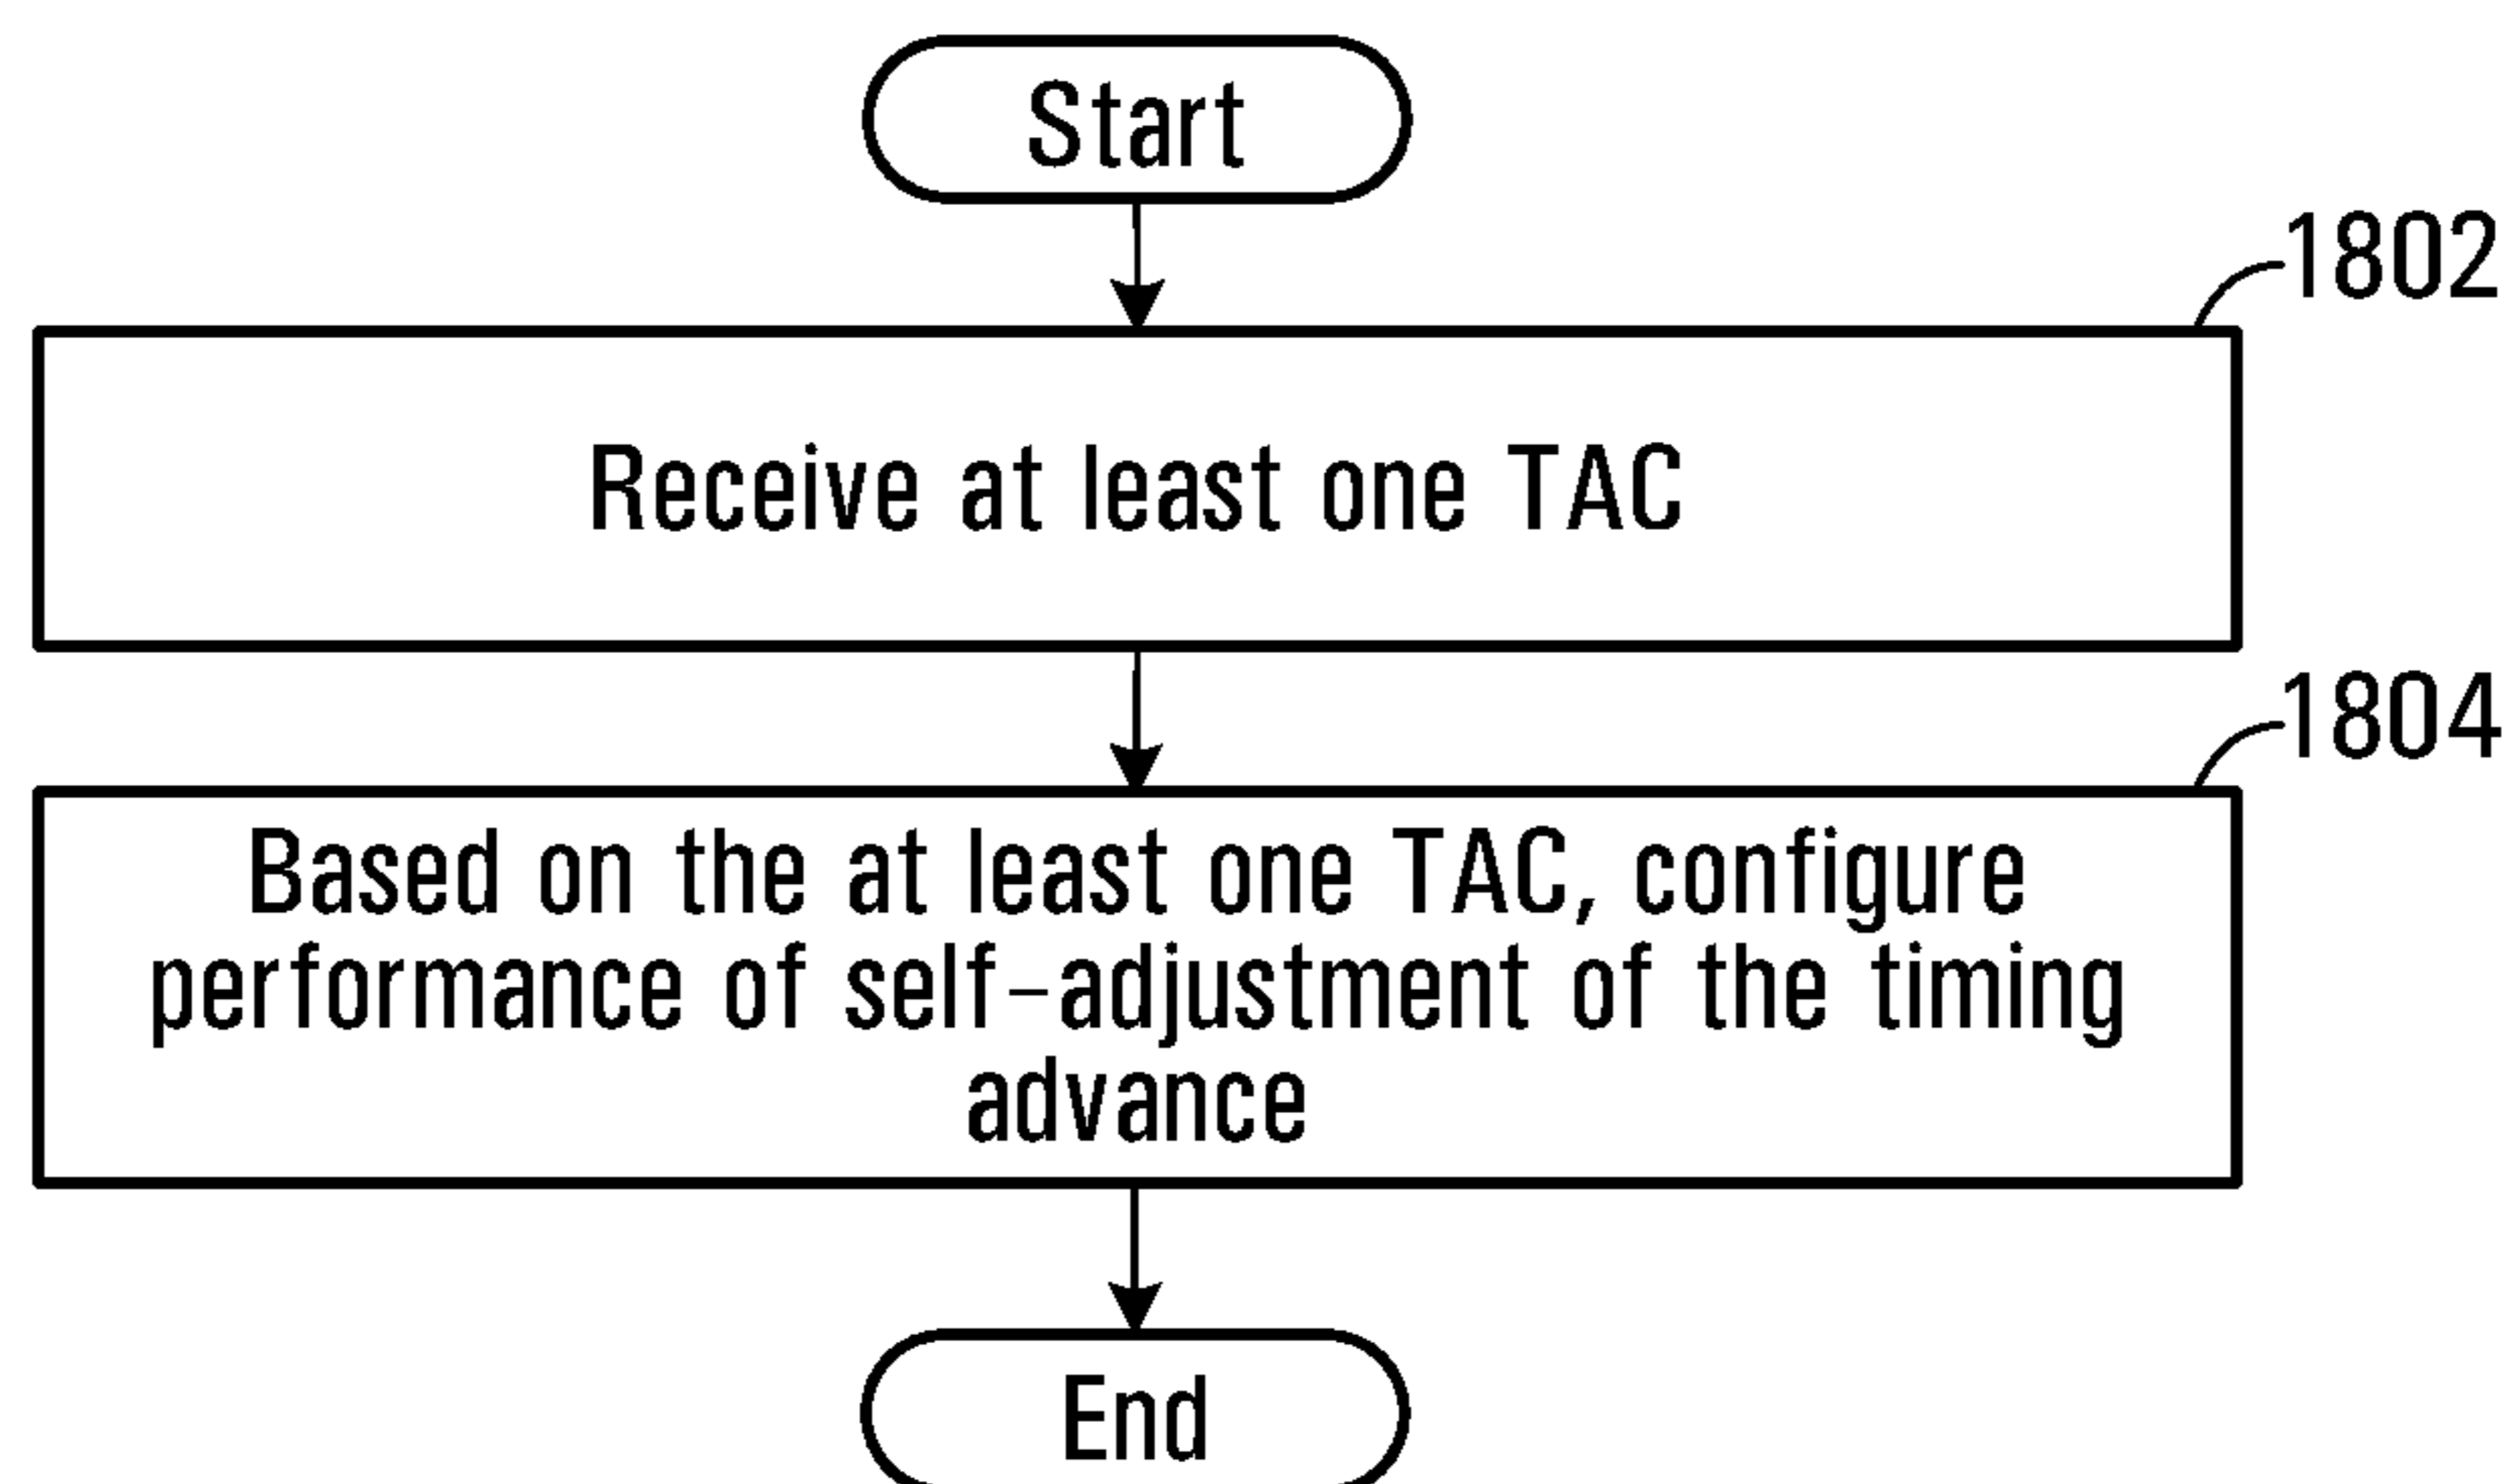 Start
1802
Receive at least one TAC
1804
Based on the at least one TAC, configure
performance of self-adjustment of the timing
advance
End